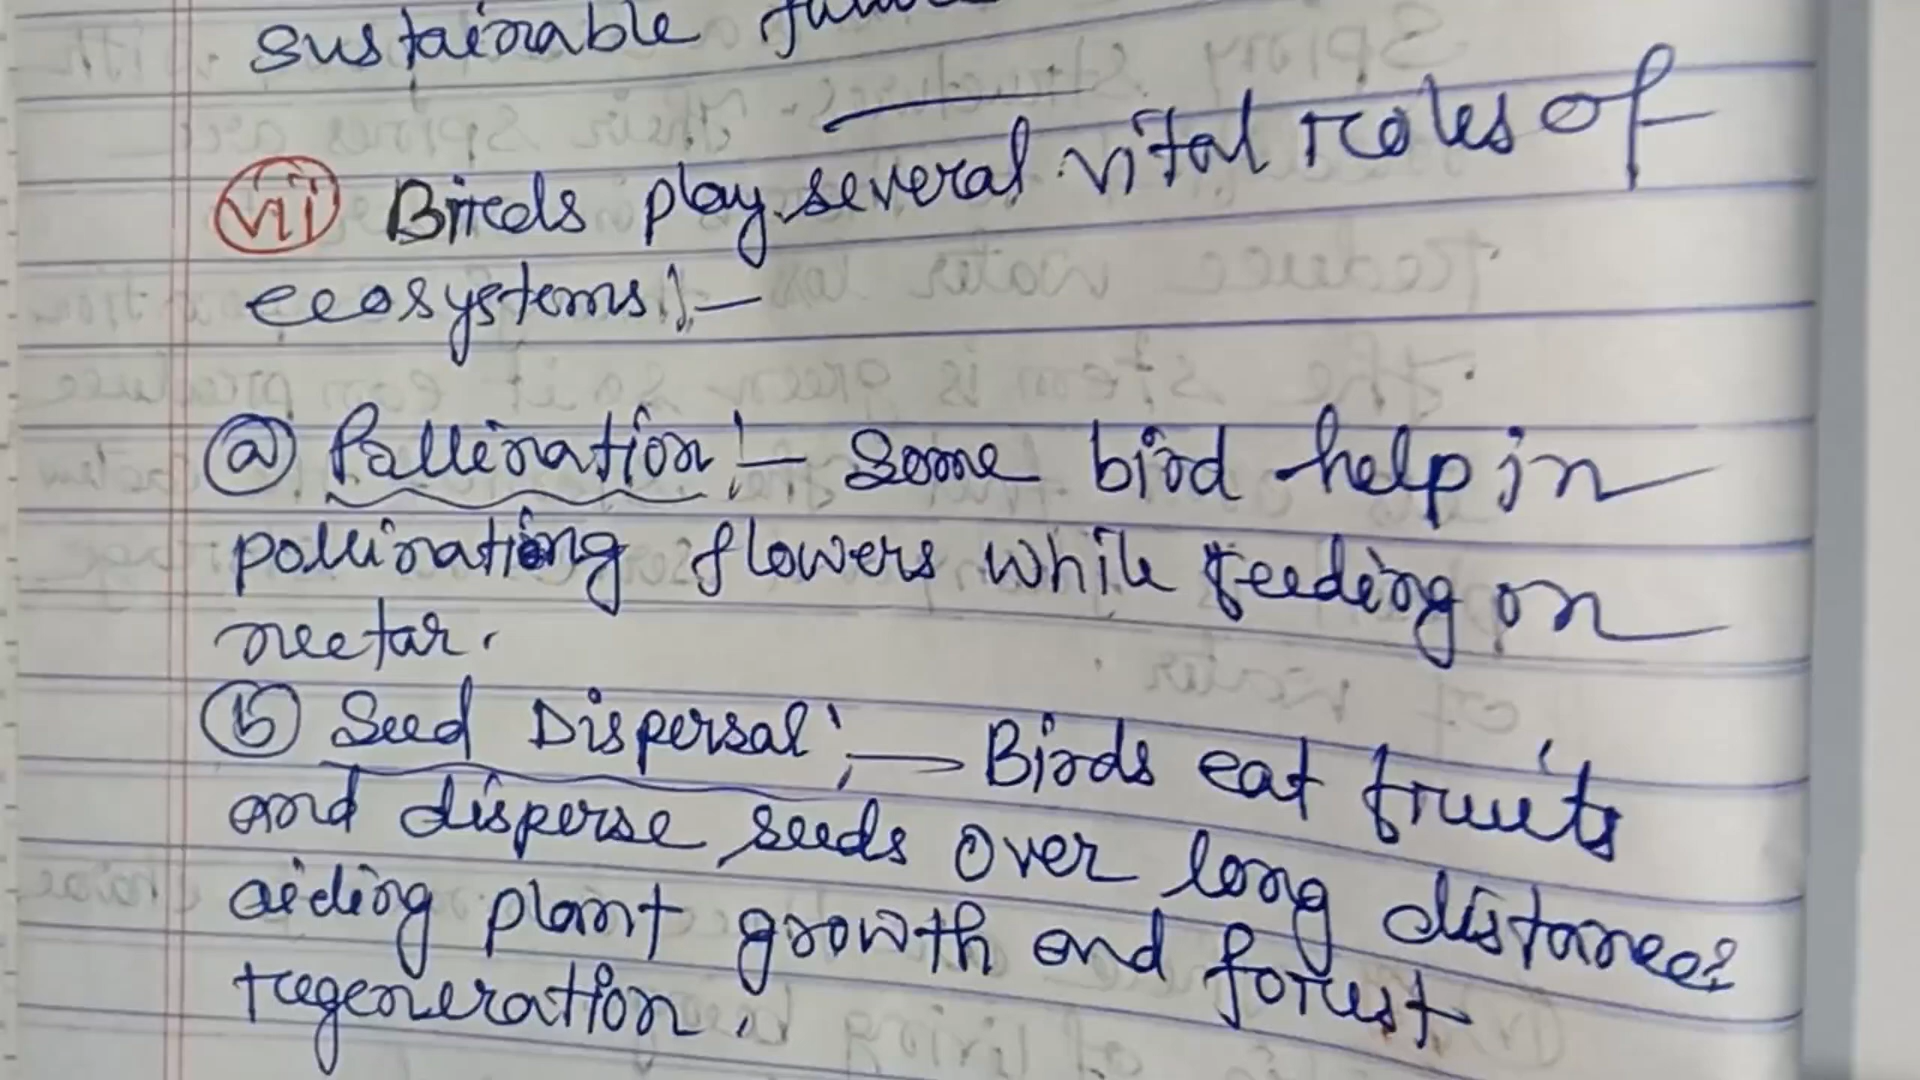 sustainable
(vii) Birds play several vital roles of
ecosystems:-
(a) Pollination:- Some bird help in
pollinating flowers while feeding on
nectar.
(b) Seed Dispersal:- Birds eat fruits
and disperse seeds over long distances
aiding plant growth and forest
regeneration.